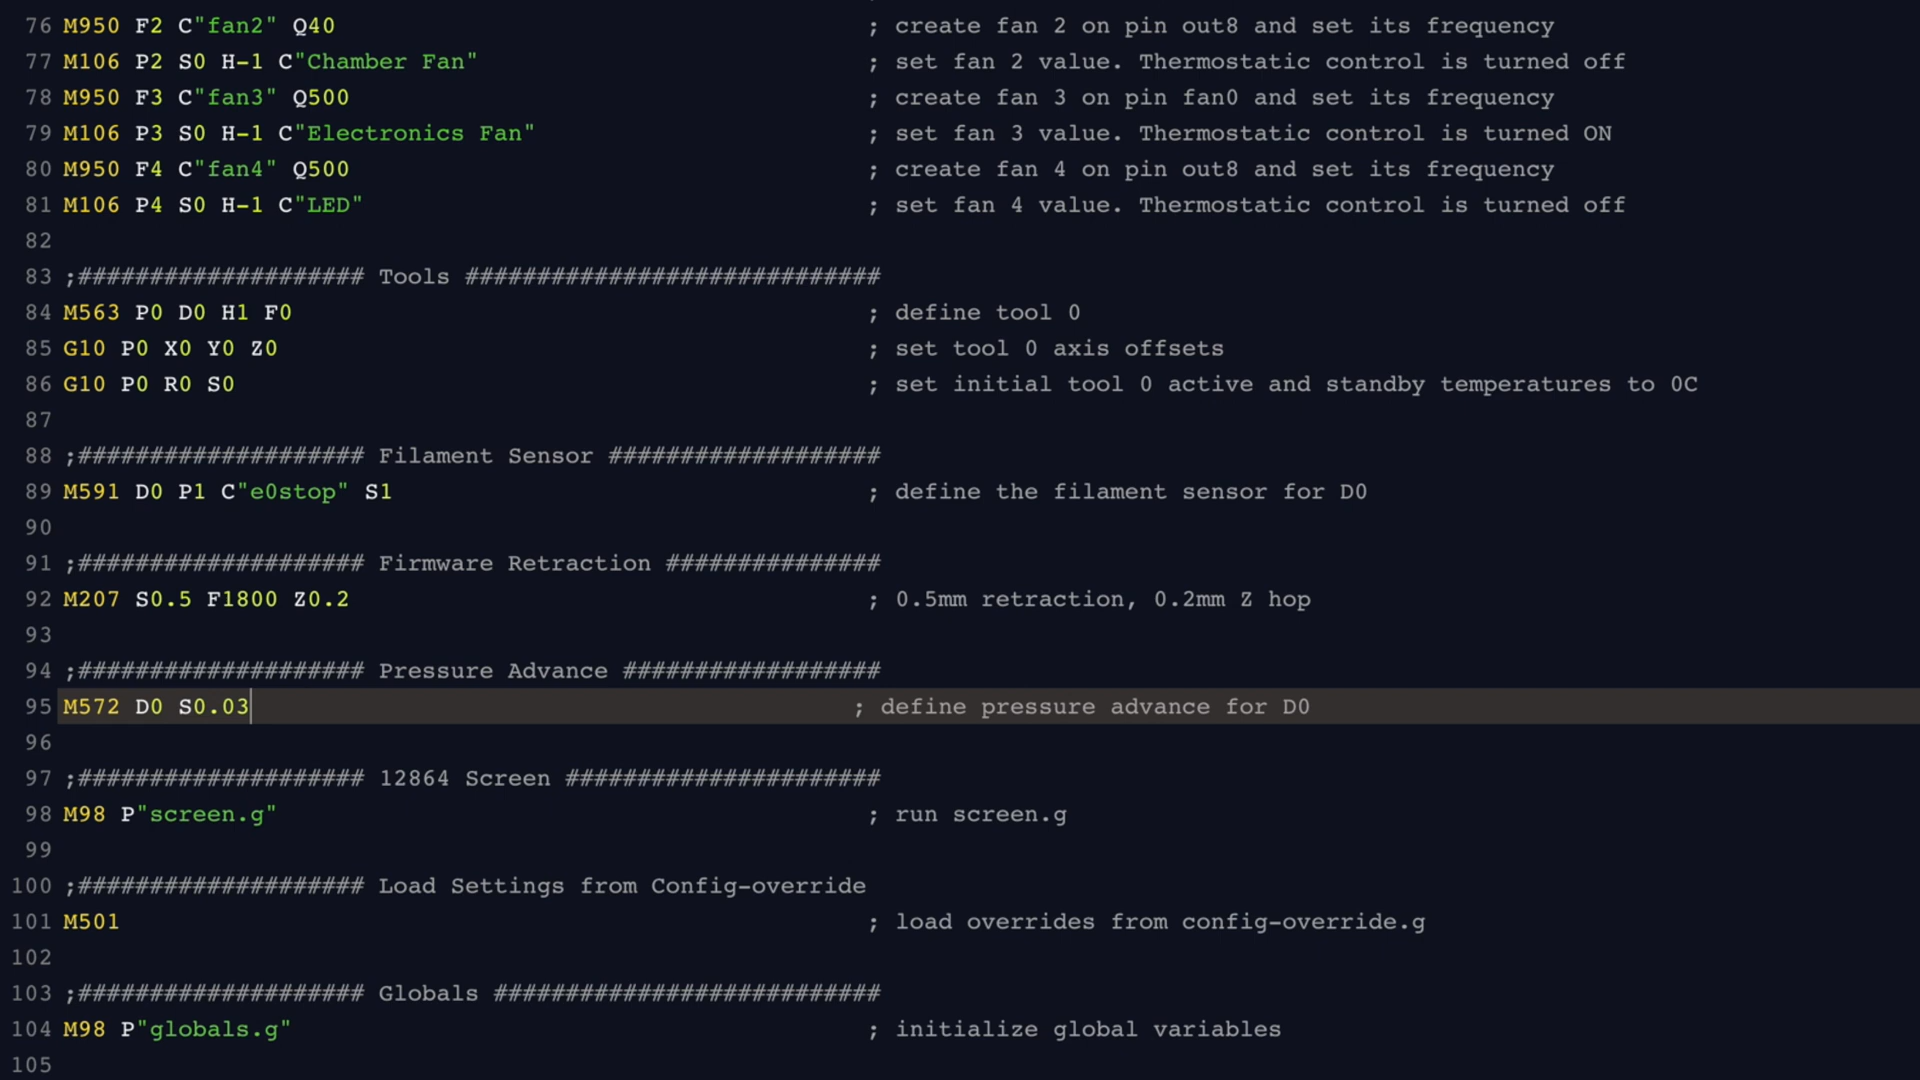 76 M950 F2 C"fan2" Q40 ; create fan 2 on pin out8 and set its frequency
77 M106 P2 S0 H-1 C"Chamber Fan" ; set fan 2 value. Thermostatic control is turned off
78 M950 F3 C"fan3" Q500 ; create fan 3 on pin fan0 and set its frequency
79 M106 P3 S0 H-1 C"Electronics Fan" ; set fan 3 value. Thermostatic control is turned ON
80 M950 F4 C"fan4" Q500 ; create fan 4 on pin out8 and set its frequency
81 M106 P4 S0 H-1 C"LED" ; set fan 4 value. Thermostatic control is turned off
82
83 ;#################### Tools #############################
84 M563 P0 D0 H1 F0 ; define tool 0
85 G10 P0 X0 Y0 Z0 ; set tool 0 axis offsets
86 G10 P0 R0 S0 ; set initial tool 0 active and standby temperatures to 0C
87
88 ;#################### Filament Sensor ###################
89 M591 D0 P1 C"e0stop" S1 ; define the filament sensor for D0
90
91 ;#################### Firmware Retraction ###############
92 M207 S0.5 F1800 Z0.2 ; 0.5mm retraction, 0.2mm Z hop
93
94 ;#################### Pressure Advance ##################
95 M572 D0 S0.03 ; define pressure advance for D0
96
97 ;#################### 12864 Screen ######################
98 M98 P"screen.g" ; run screen.g
99
100 ;#################### Load Settings from Config-override
101 M501 ; load overrides from config-override.g
102
103 ;#################### Globals ###########################
104 M98 P"globals.g" ; initialize global variables
105